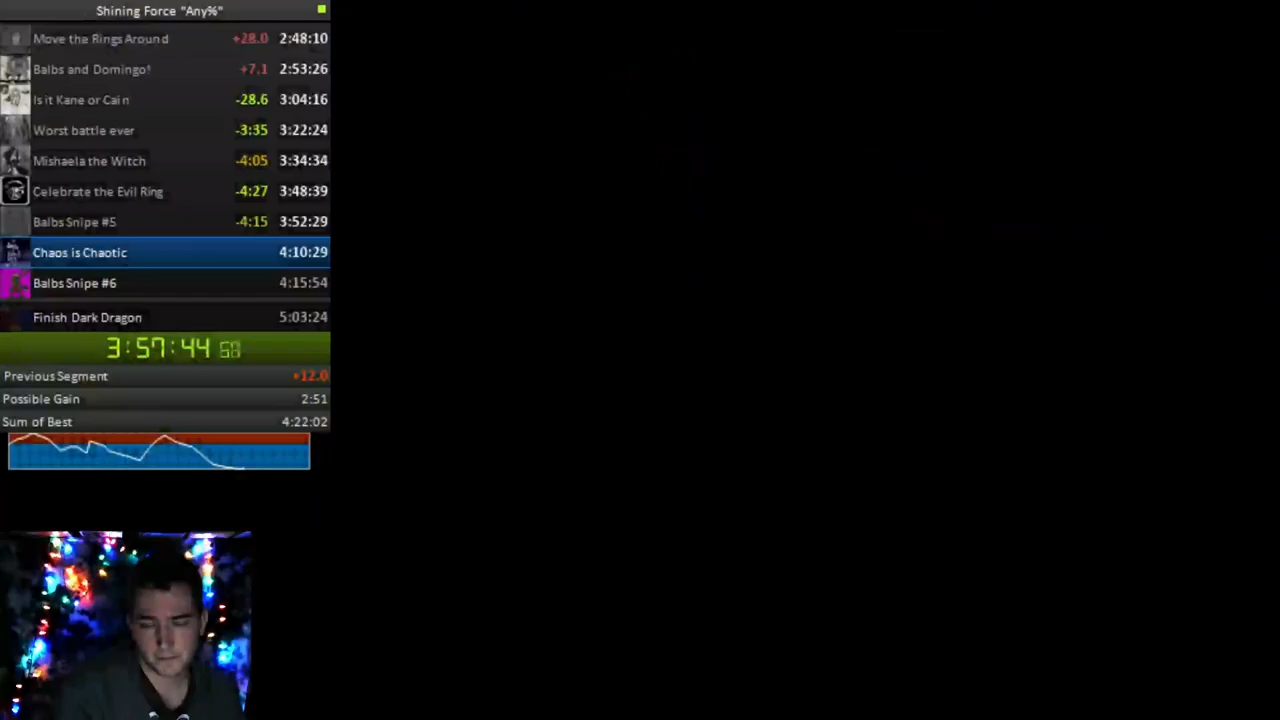 Shining Force "Any%"
Move the Rings Around +28.0 2:48:10
Balbs and Domingo! +7.1 2:53:26
Is it Kane or Cain -28.6 3:04:16
Worst battle ever -3:35 3:22:24
Mishaela the Witch -4:05 3:34:34
Celebrate the Evil Ring -4:27 3:48:39
Balbs Snipe #5 -4:15 3:52:29
Chaos is Chaotic 4:10:29
Balbs Snipe #6 4:15:54
Finish Dark Dragon 5:03:24
3:57:44
Previous Segment +12.0
Possible Gain 2:51
Sum of Best 4:22:02